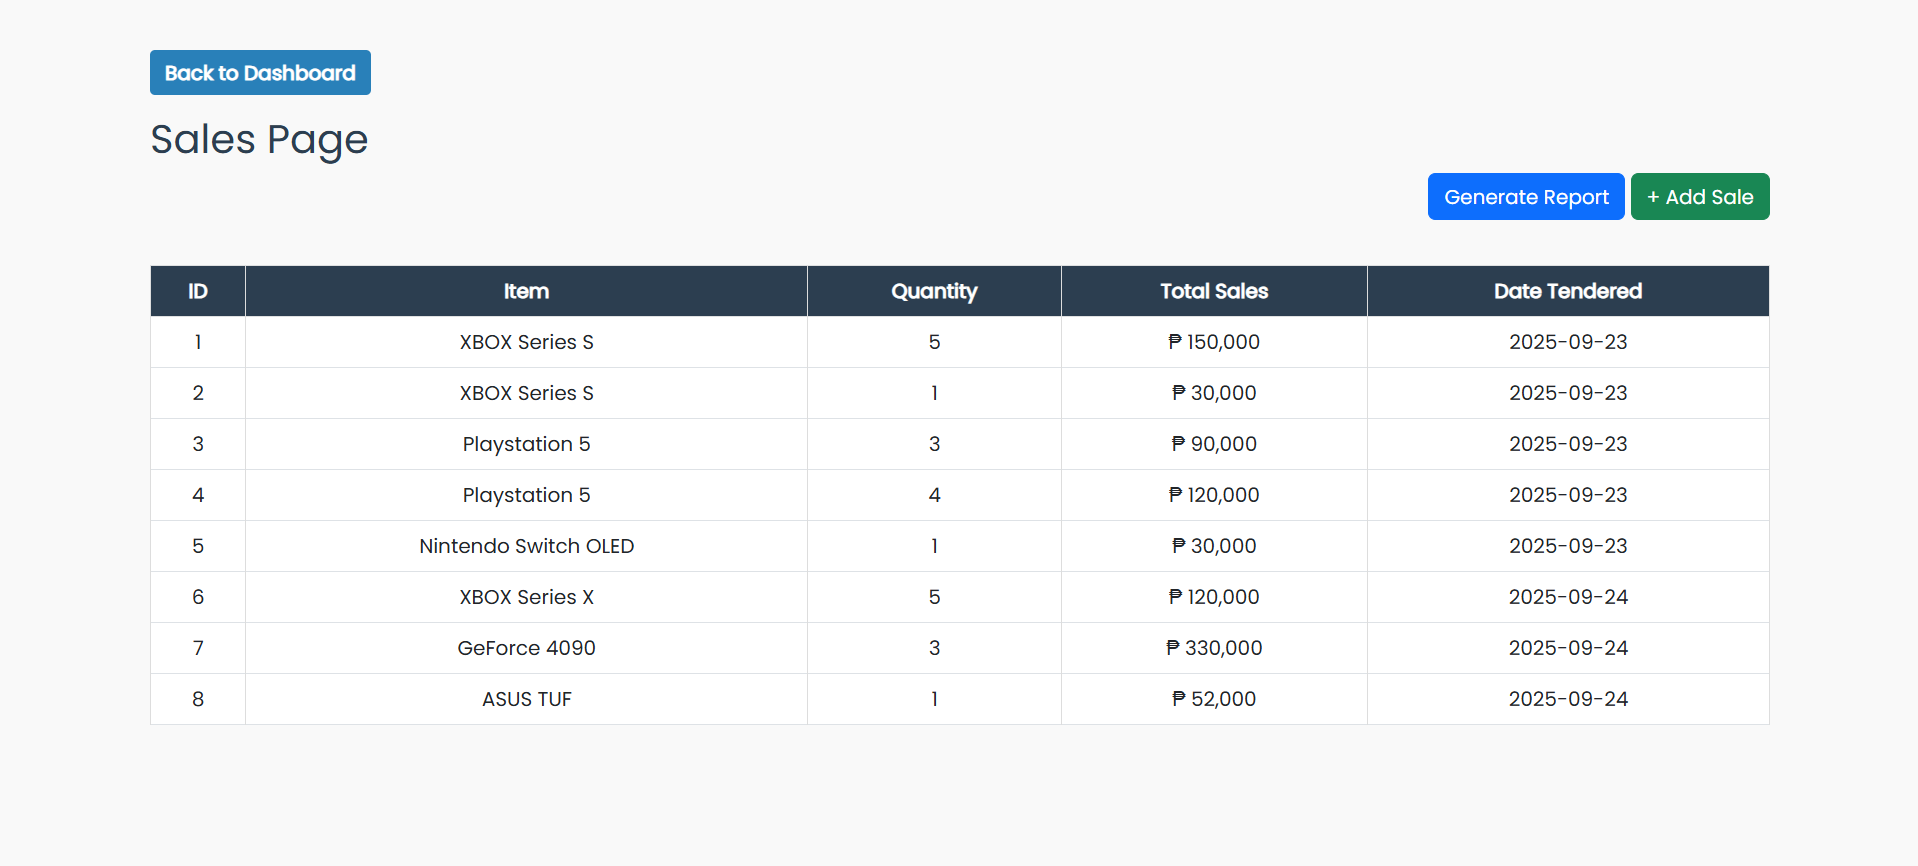 Back to Dashboard
Sales Page
Generate Report + Add Sale
ID Item Quantity Total Sales Date Tendered
1 XBOX Series S 5 ₱ 150,000 2025-09-23
2 XBOX Series S 1 ₱ 30,000 2025-09-23
3 Playstation 5 3 ₱ 90,000 2025-09-23
4 Playstation 5 4 ₱ 120,000 2025-09-23
5 Nintendo Switch OLED 1 ₱ 30,000 2025-09-23
6 XBOX Series X 5 ₱ 120,000 2025-09-24
7 GeForce 4090 3 ₱ 330,000 2025-09-24
8 ASUS TUF 1 ₱ 52,000 2025-09-24